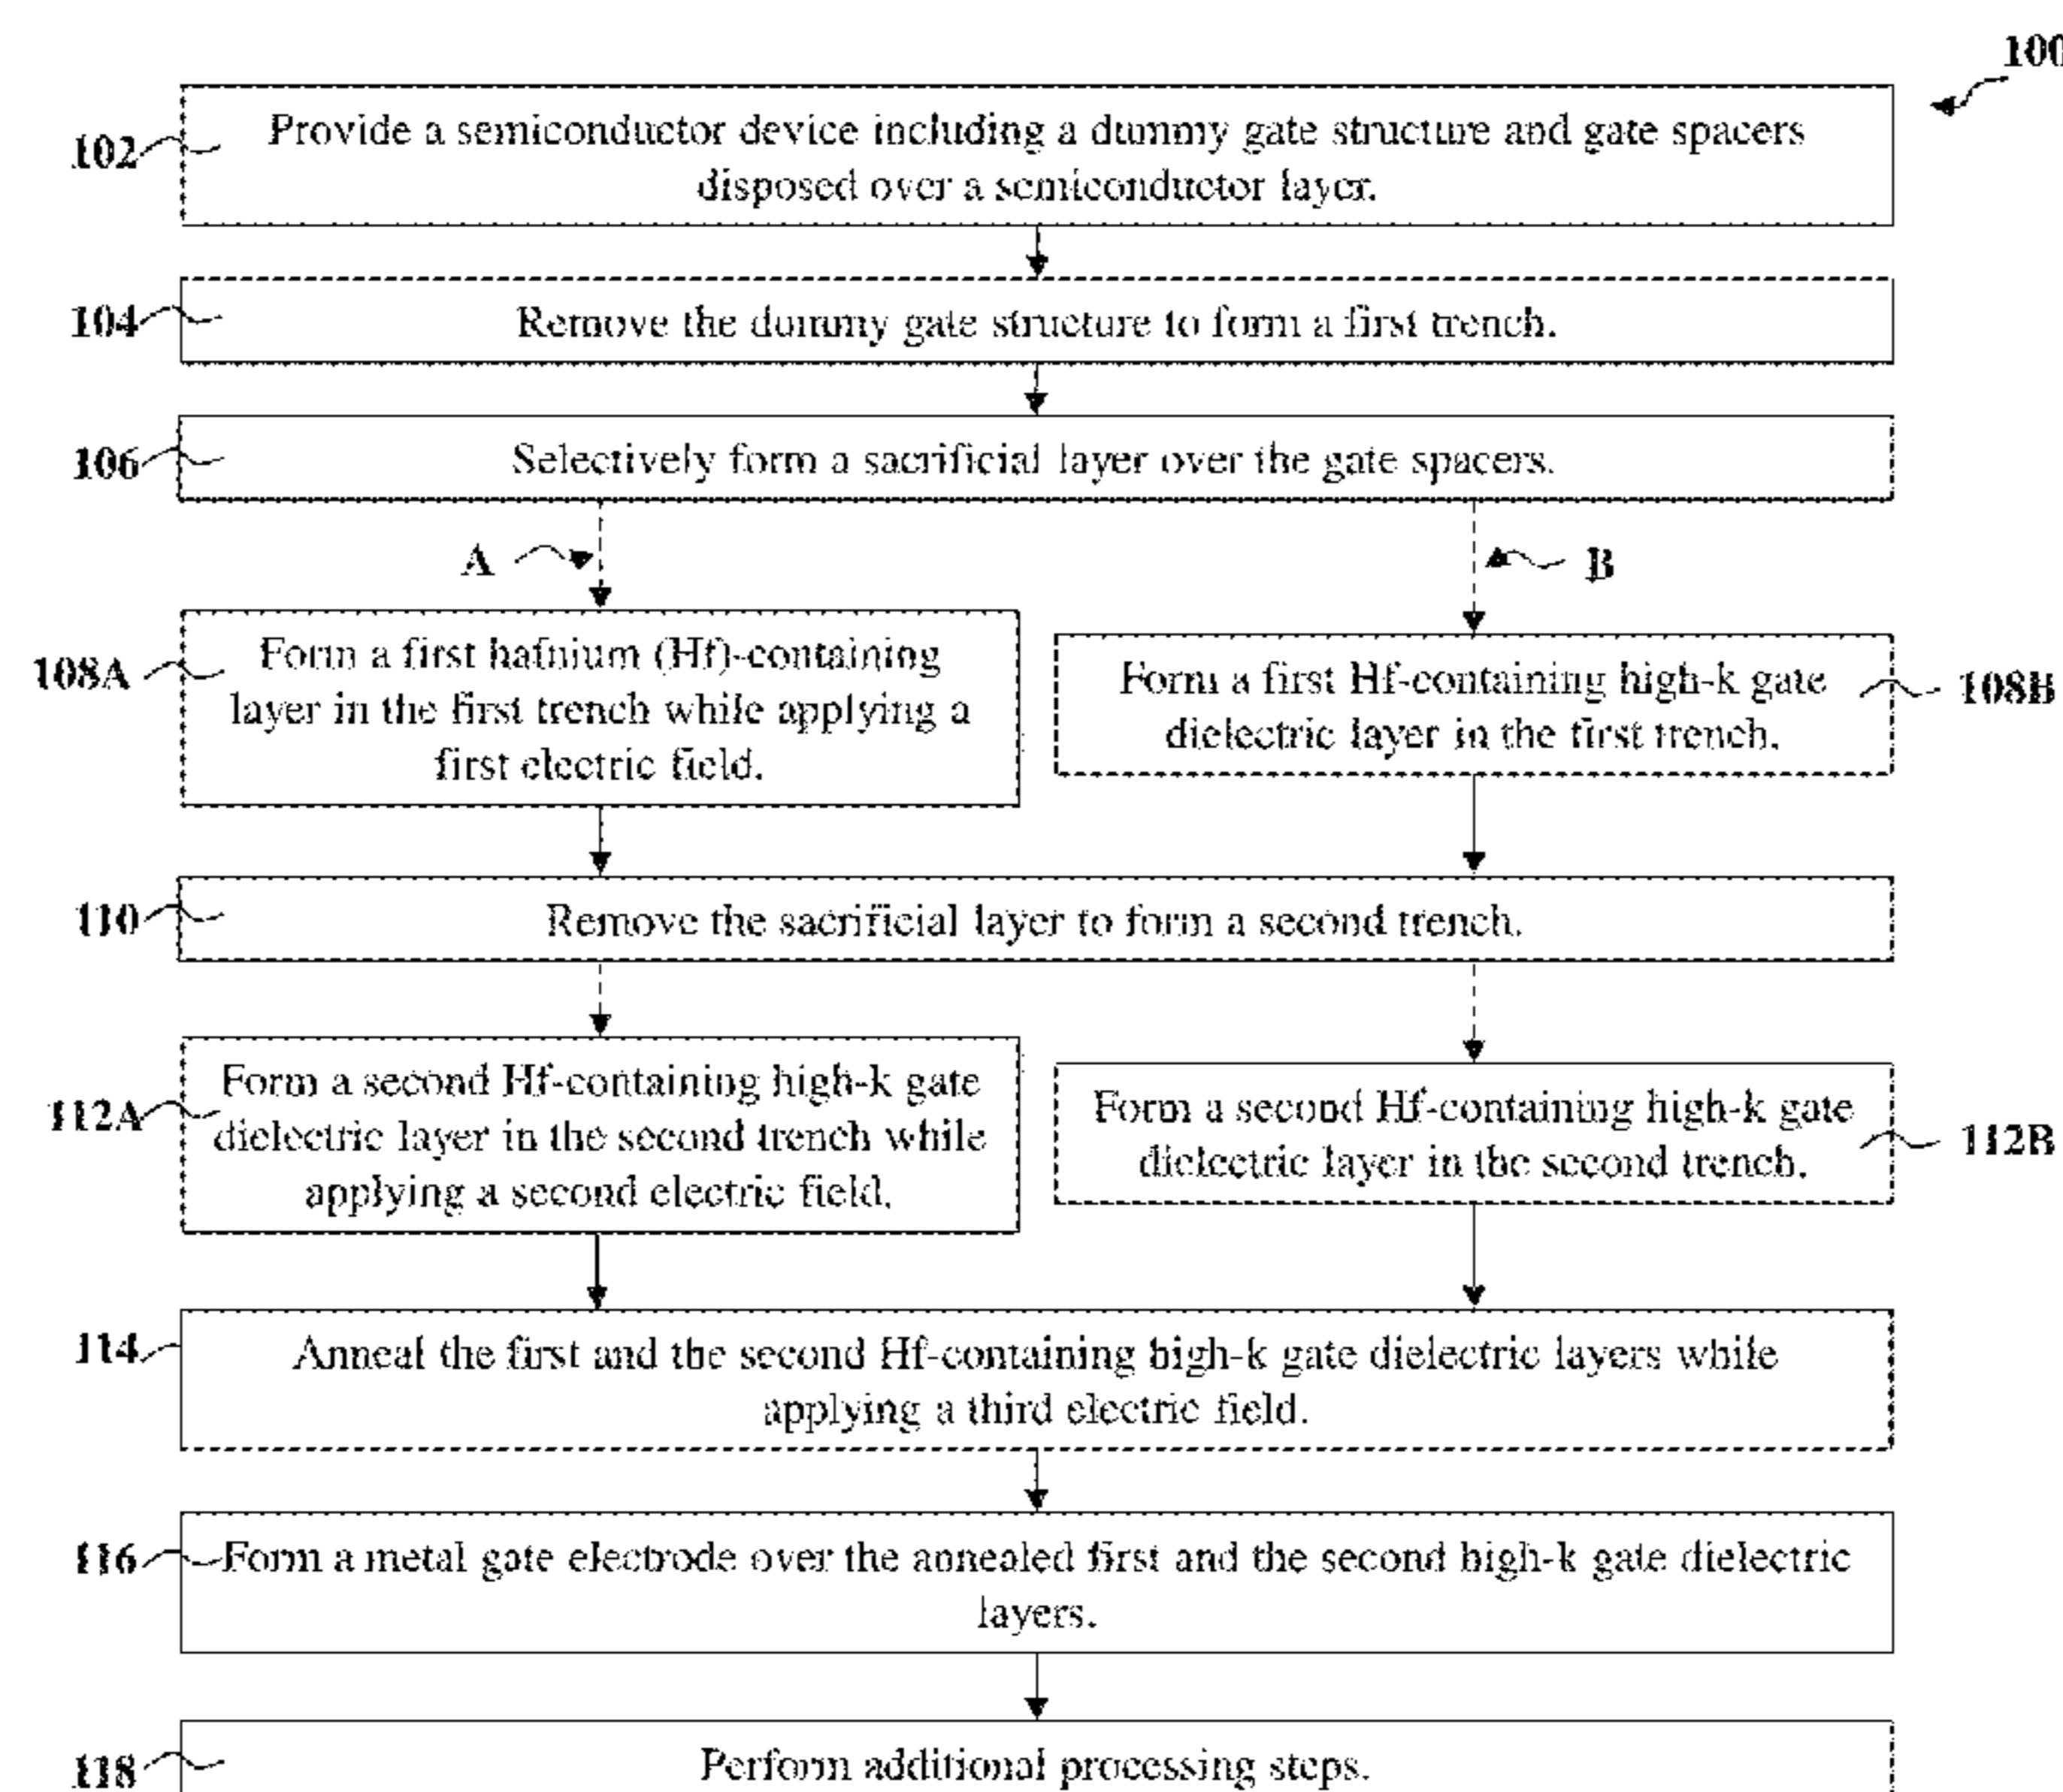 100
102
Provide a semiconductor device including a dummy gate structure and gate spacers
disposed over a semiconductor layer.
104
Remove the dummy gate structure to form a first trench.
106
Selectively form a sacrificial layer over the gate spacers.
A
B
108A
Form a first hafnium (Hf)-containing
layer in the first trench while applying a
first electric field.
Form a first Hf-containing high-k gate
dielectric layer in the first trench.
108B
110
Remove the sacrificial layer to form a second trench.
112A
Form a second Hf-containing high-k gate
dielectric layer in the second trench while
applying a second electric field.
Form a second Hf-containing high-k gate
dielectric layer in the second trench.
112B
114
Anneal the first and the second Hf-containing high-k gate dielectric layers while
applying a third electric field.
116
Form a metal gate electrode over the annealed first and the second high-k gate dielectric
layers.
118
Perform additional processing steps.